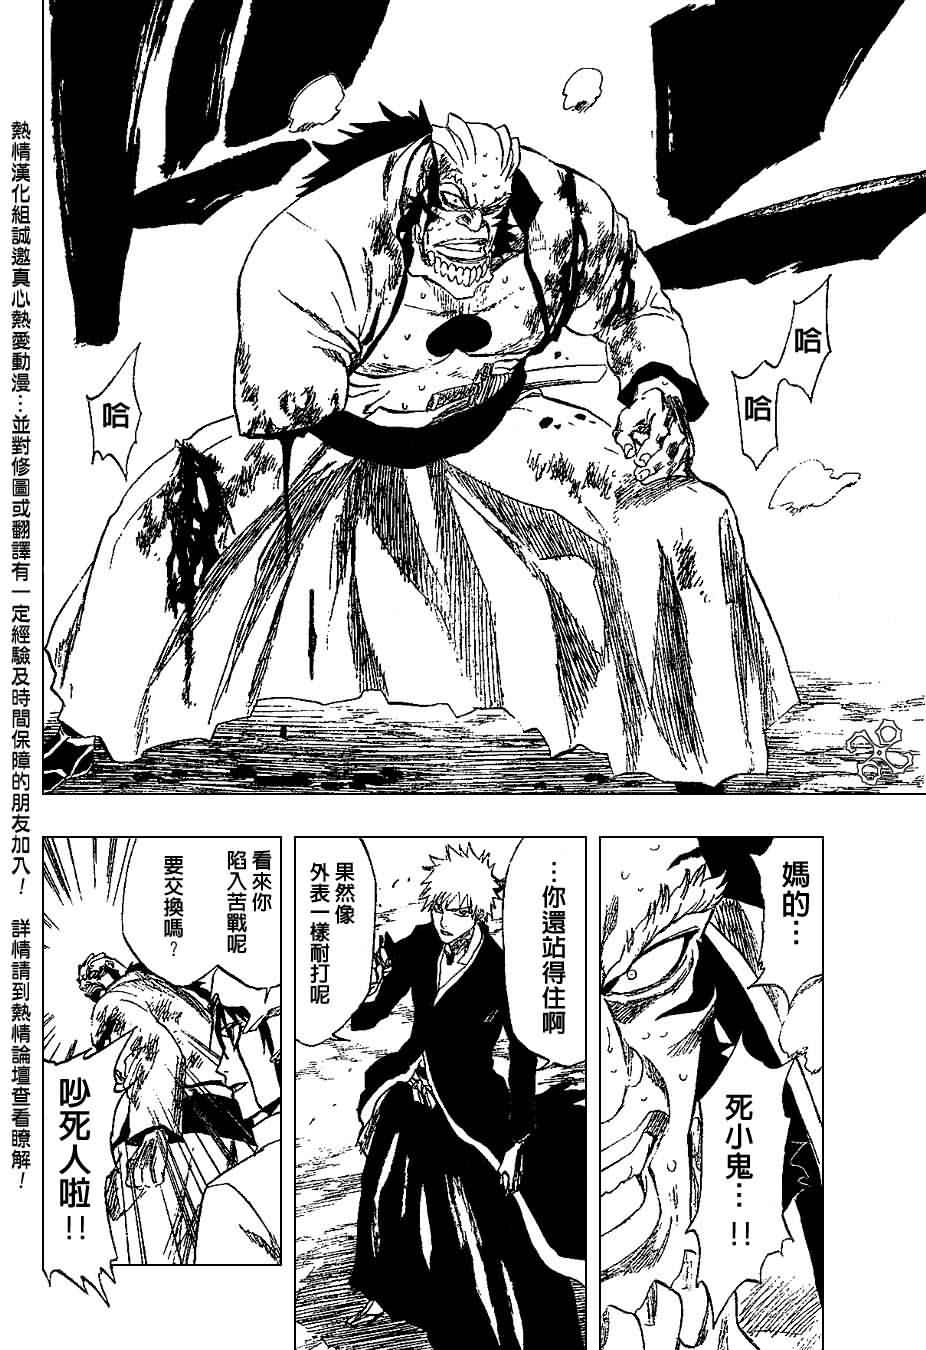 哈
哈
哈
媽的…
死小鬼…!!
…你還站得住啊
果然像
外表一樣耐打呢
看來你
陷入苦戰呢
要交換嗎?
吵死人啦!!
熱情漢化組誠邀真心熱愛動漫…並對修圖或翻譯有一定經驗及時間保障的朋友加入! 詳情請到熱情論壇查看瞭解!